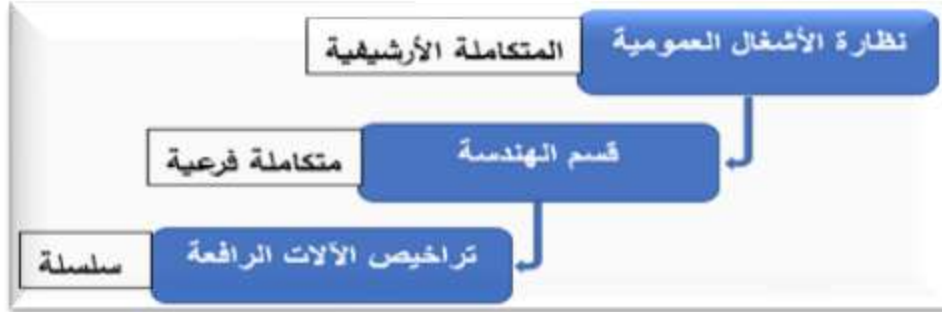 نظارة الأشغال العمومية
المتكاملة الأرشيفية
قسم الهندسة
متكاملة فرعية
تراخيص الآلات الرافعة
سلسلة